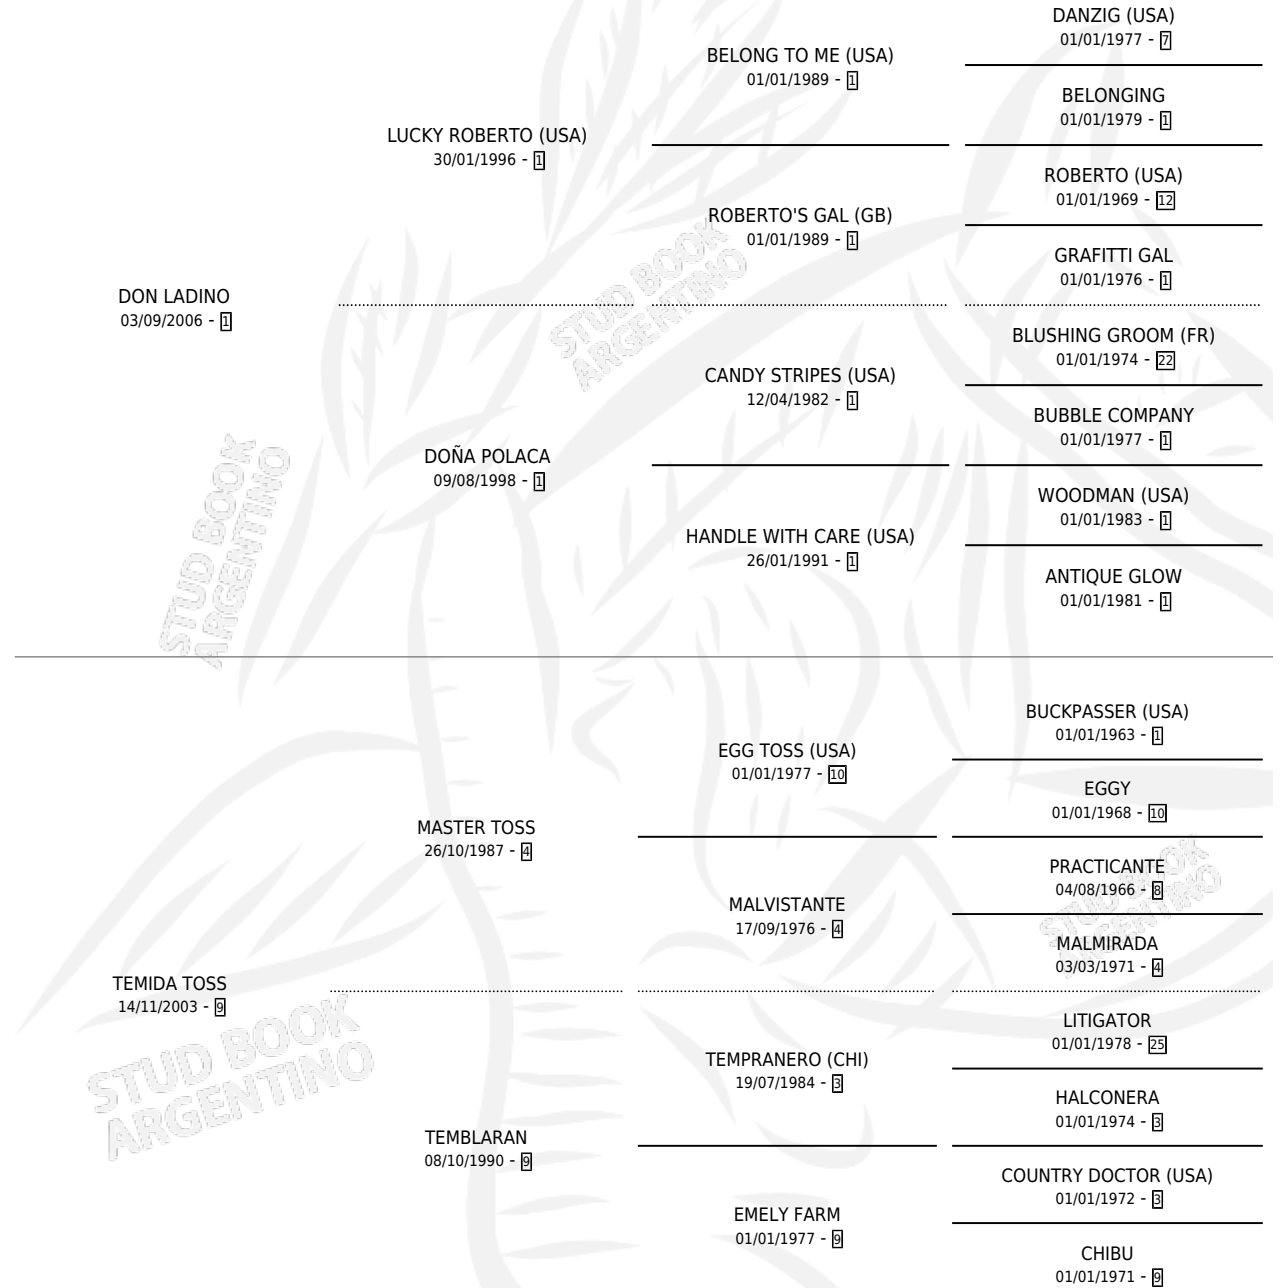 DANZIG (USA)
01/01/1977 - 7
BELONG TO ME (USA)
01/01/1989 - 1
BELONGING
01/01/1979 - 1
LUCKY ROBERTO (USA)
30/01/1996 - 1
ROBERTO (USA)
01/01/1969 - 12
ROBERTO'S GAL (GB)
01/01/1989 - 1
GRAFITTI GAL
01/01/1976 - 1
DON LADINO
03/09/2006 - 1
BLUSHING GROOM (FR)
01/01/1974 - 22
CANDY STRIPES (USA)
12/04/1982 - 1
BUBBLE COMPANY
01/01/1977 - 1
DOÑA POLACA
09/08/1998 - 1
WOODMAN (USA)
01/01/1983 - 1
HANDLE WITH CARE (USA)
26/01/1991 - 1
ANTIQUE GLOW
01/01/1981 - 1
STUD BOOK
ARGENTINO
STUD BOOK
ARGENTINO
BUCKPASSER (USA)
01/01/1963 - 1
EGG TOSS (USA)
01/01/1977 - 10
EGGY
01/01/1968 - 10
MASTER TOSS
26/10/1987 - 4
PRACTICANTE
04/08/1966 - 8
MALVISTANTE
17/09/1976 - 4
MALMIRADA
03/03/1971 - 4
STUD BOOK
ARGENTINO
TEMIDA TOSS
14/11/2003 - 9
LITIGATOR
01/01/1978 - 25
TEMPRANERO (CHI)
19/07/1984 - 3
HALCONERA
01/01/1974 - 3
TEMBLARAN
08/10/1990 - 9
COUNTRY DOCTOR (USA)
01/01/1972 - 3
EMELY FARM
01/01/1977 - 9
CHIBU
01/01/1971 - 9
STUD BOOK
ARGENTINO